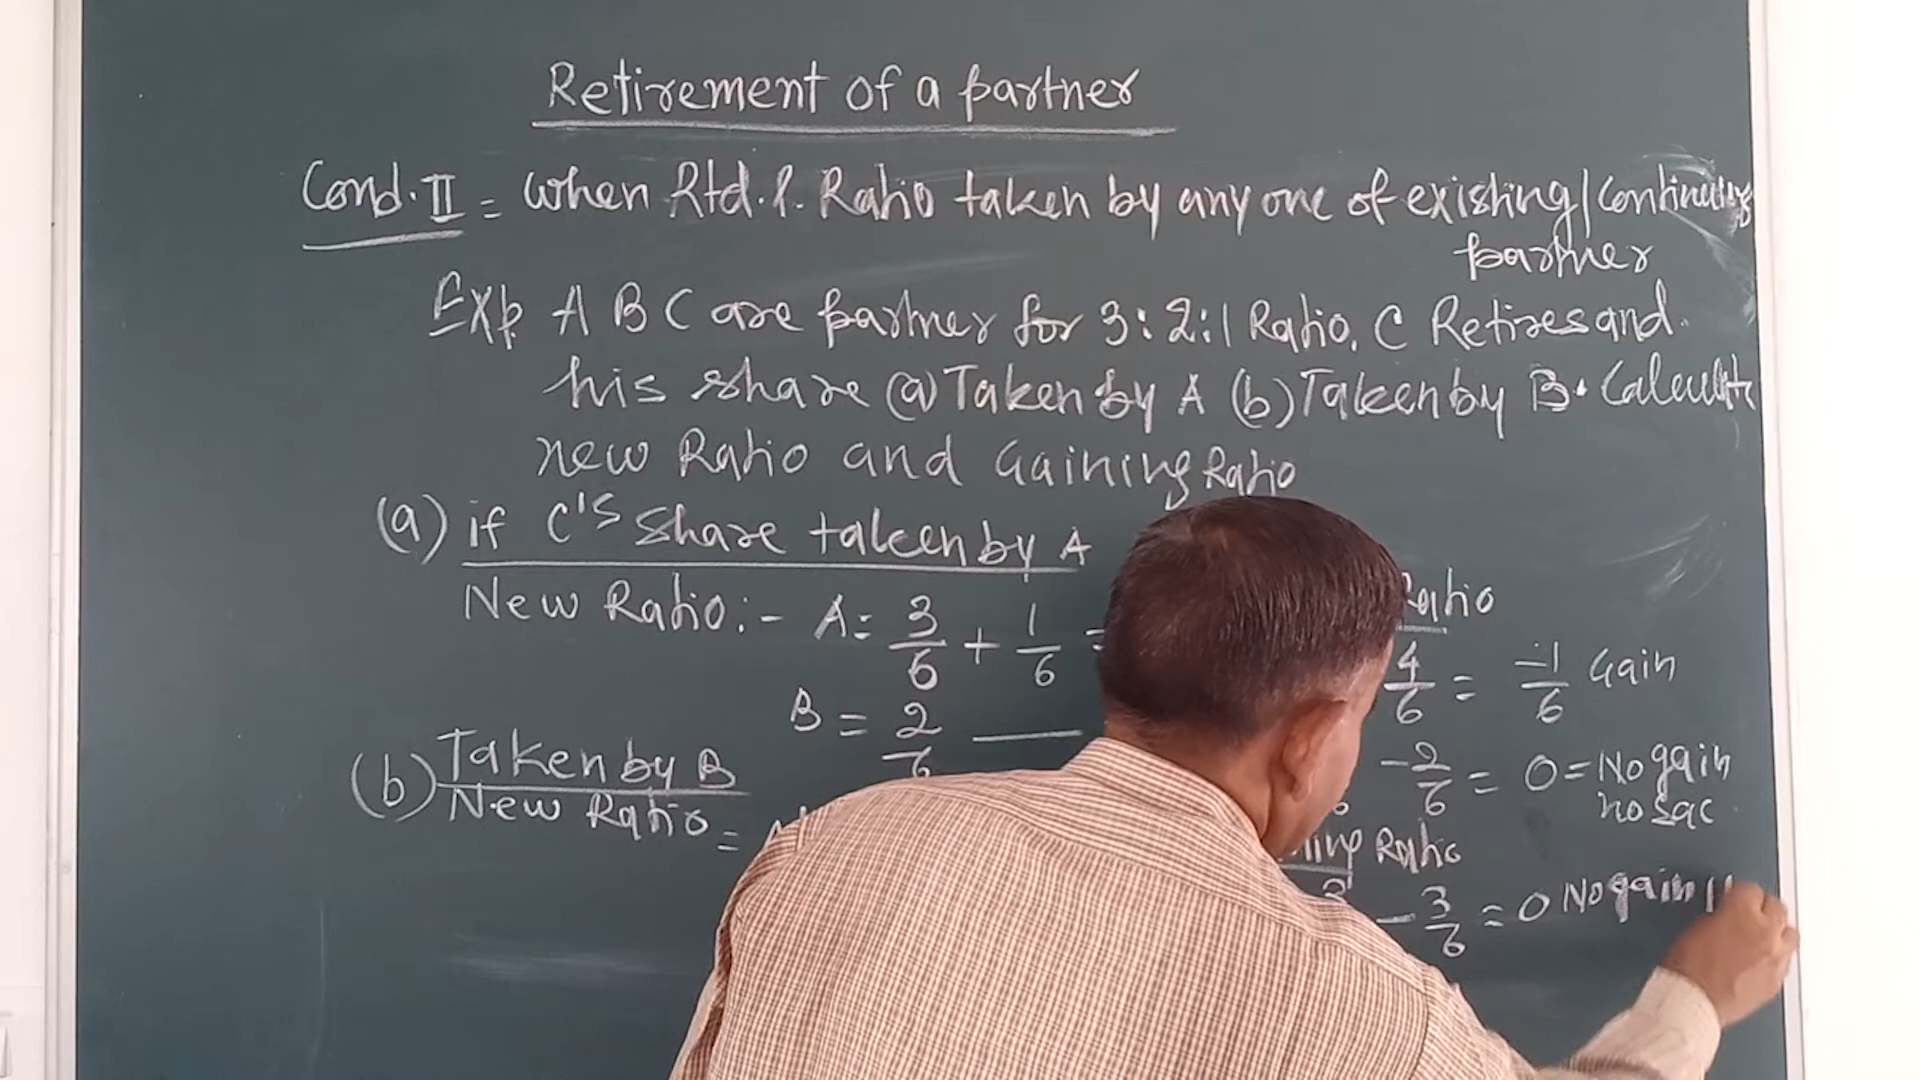 Retirement of a partner
Cond. II = when Rtd. P. Ratio taken by any one of existing/Continuing
partner
Exp. A B C are partner for 3:2:1 Ratio. C Retires and
his share (a) Taken by A (b) Taken by B. Calculate
new Ratio and Gaining Ratio
(a) if C's Share taken by A
New Ratio:- A= 3/6 + 1/6 =
Ratio
4/6 = -1/6 Gain
B = 2/6 —
- 2/6 = 0 = No gain
no sac
(b) Taken by B
New Ratio =
Ratio
3 - 3/6 = 0 No gain